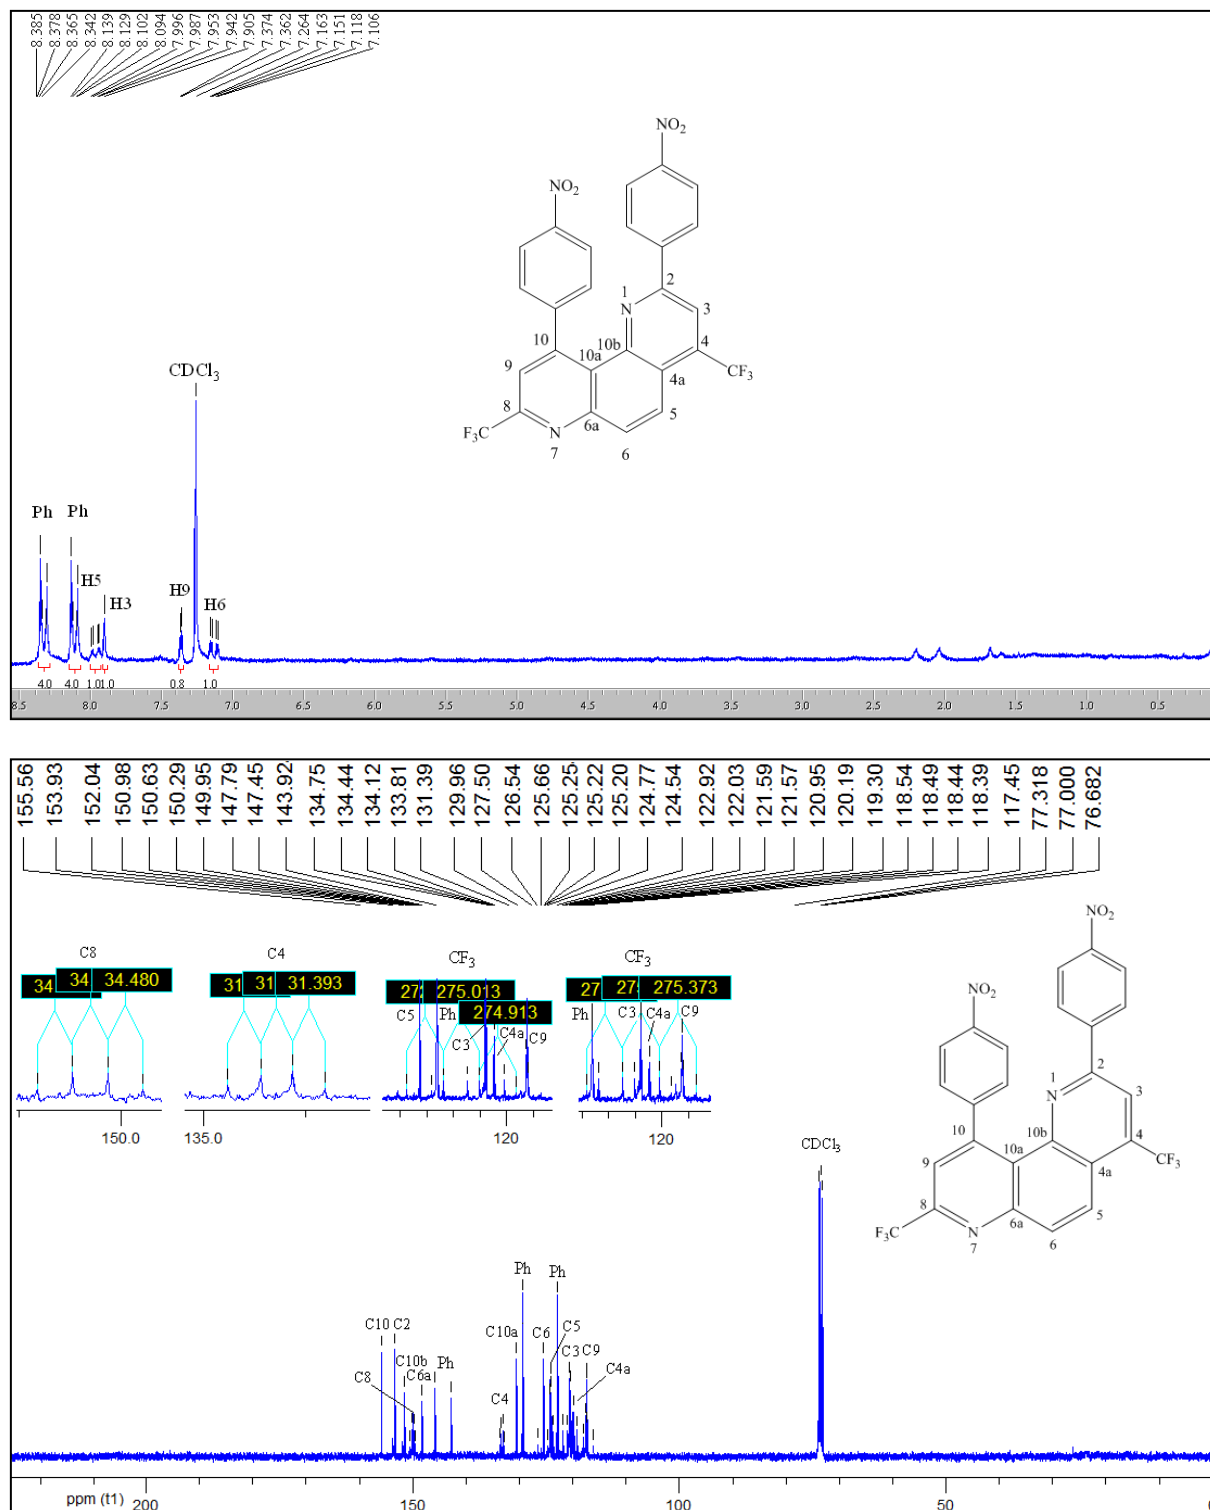 8.385 8.378 8.365 8.342 8.139 8.129 8.102 8.094 7.996 7.987 7.953 7.942 7.905 7.374 7.362 7.264 7.163 7.151 7.118 7.106
NO₂
NO₂
2
1
N
3
10
10b
4
9
10a
CF₃
4a
8
5
6a
F₃C
N
7
6
CDCl₃
Ph Ph
H5
H3
H9
H6
4.0 4.0 1.0 1.0 0.8 1.0
8.5 8.0 7.5 7.0 6.5 6.0 5.5 5.0 4.5 4.0 3.5 3.0 2.5 2.0 1.5 1.0 0.5
155.56 153.93 152.04 150.98 150.63 150.29 149.95 147.79 147.45 143.92 134.75 134.44 134.12 133.81 131.39 129.96 127.50 126.54 125.66 125.25 125.22 125.20 124.77 124.54 122.92 122.03 121.59 121.57 120.95 120.19 119.30 118.54 118.49 118.44 118.39 117.45 77.318 77.000 76.682
NO₂
NO₂
C8 C4 CF₃ CF₃
34 34 34.480 31 31 31.393 275.013 275.373
274.913
C5 Ph C3 C4a C9
Ph C3 C4a C9
150.0 135.0 120 120
2
1
N
3
10
10b
4
9
10a
CF₃
4a
8
5
6a
F₃C
N
7
6
CDCl₃
Ph Ph
C10 C2 C10a C6 C5
C10b C3 C9
C6a Ph
C8 C4 C4a
ppm (t1) 200 150 100 50 0